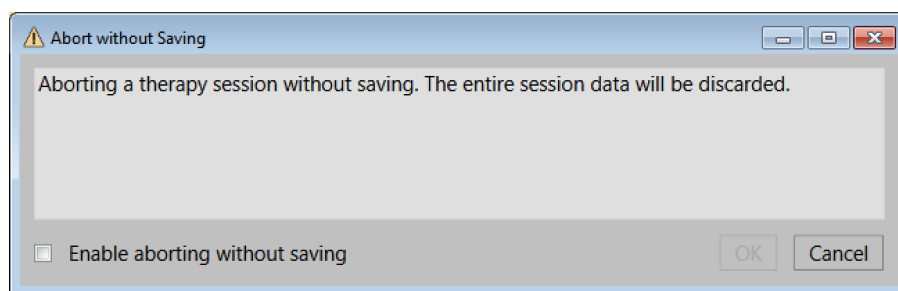 Abort without Saving
Aborting a therapy session without saving. The entire session data will be discarded.
Enable aborting without saving
OK
Cancel